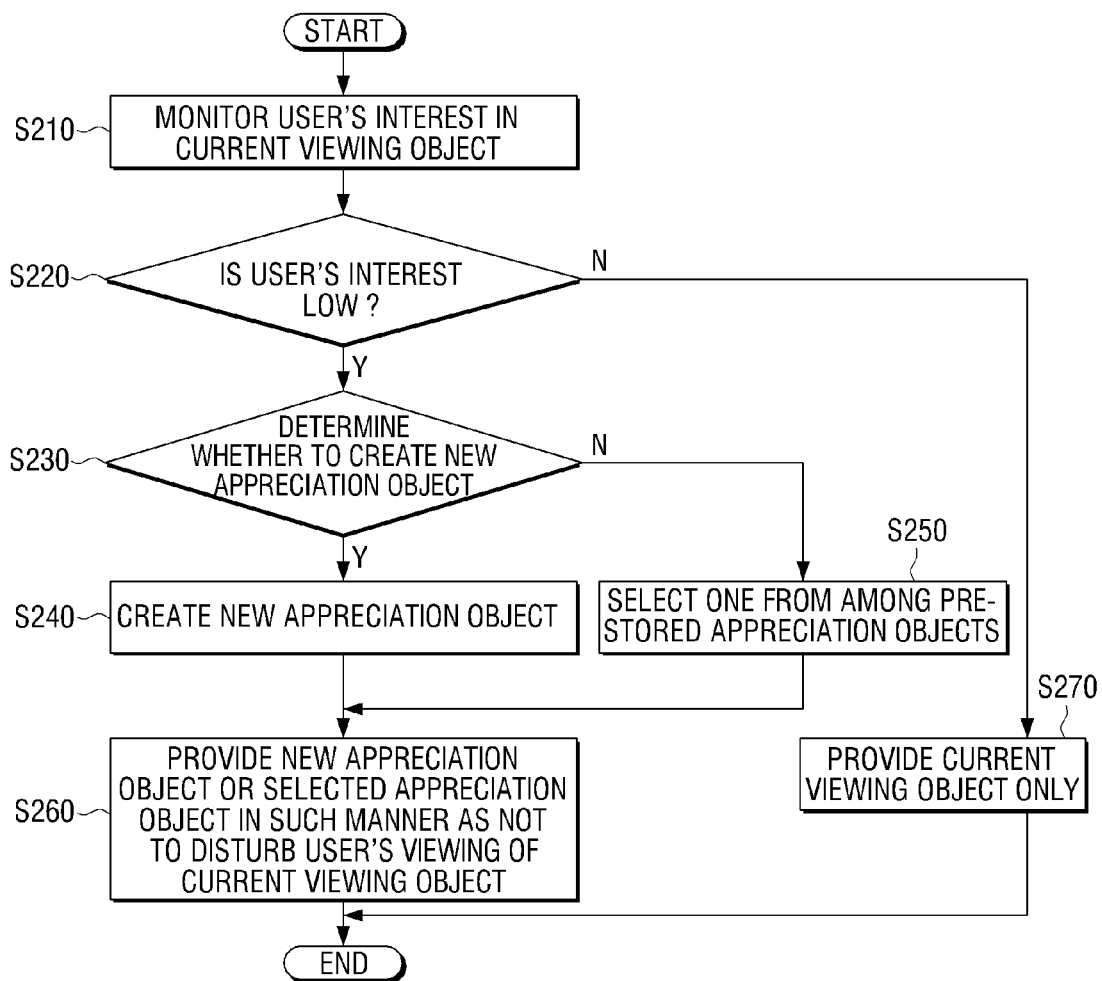 START
S210
MONITOR USER'S INTEREST IN
CURRENT VIEWING OBJECT
S220
IS USER'S INTEREST
LOW ?
N
Y
S230
DETERMINE
WHETHER TO CREATE NEW
APPRECIATION OBJECT
N
Y
S240
CREATE NEW APPRECIATION OBJECT
S250
SELECT ONE FROM AMONG PRE-
STORED APPRECIATION OBJECTS
S260
PROVIDE NEW APPRECIATION
OBJECT OR SELECTED APPRECIATION
OBJECT IN SUCH MANNER AS NOT
TO DISTURB USER'S VIEWING OF
CURRENT VIEWING OBJECT
S270
PROVIDE CURRENT
VIEWING OBJECT ONLY
END